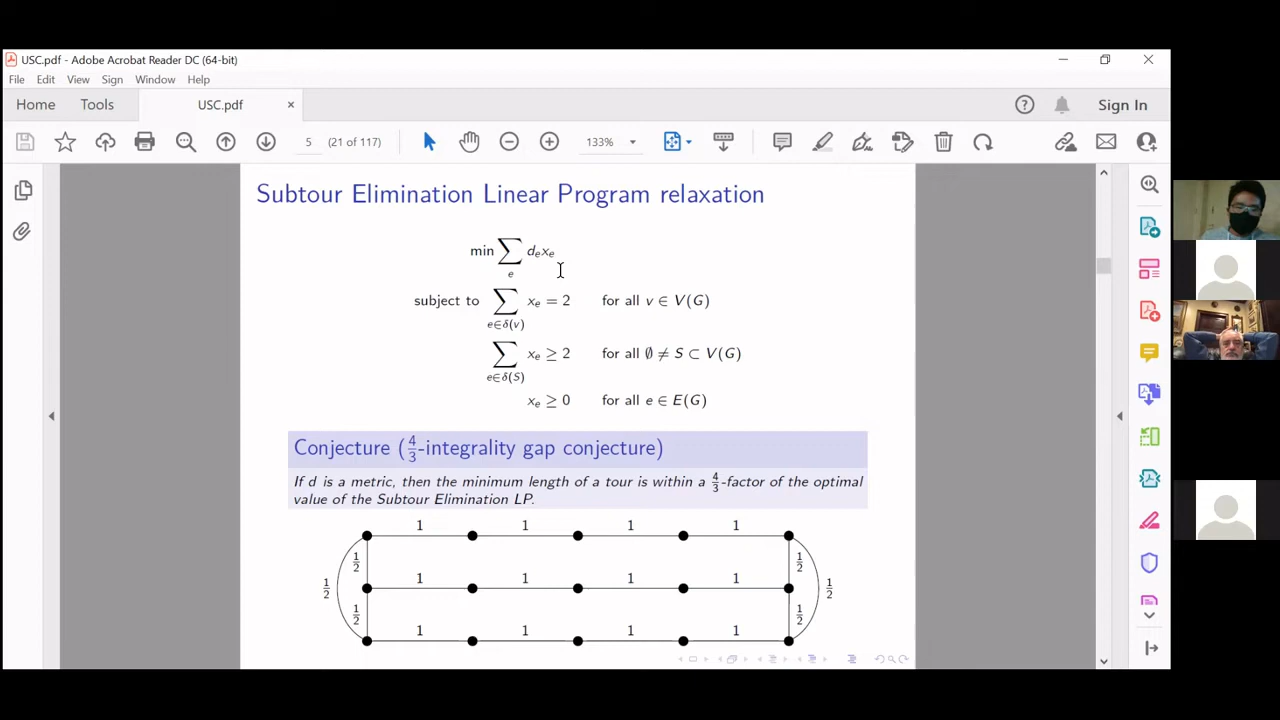 USC.pdf - Adobe Acrobat Reader DC (64-bit)
File Edit View Sign Window Help
Home Tools USC.pdf × Sign In
5 (21 of 117) 133%
Subtour Elimination Linear Program relaxation
min ∑_e d_e x_e
subject to ∑_{e∈δ(v)} x_e = 2 for all v ∈ V(G)
∑_{e∈δ(S)} x_e ≥ 2 for all ∅ ≠ S ⊂ V(G)
x_e ≥ 0 for all e ∈ E(G)
Conjecture (4/3-integrality gap conjecture)
If d is a metric, then the minimum length of a tour is within a 4/3-factor of the optimal
value of the Subtour Elimination LP.
1 1 1 1
1/2 1/2
1/2 1 1 1 1 1/2
1/2 1/2
1 1 1 1